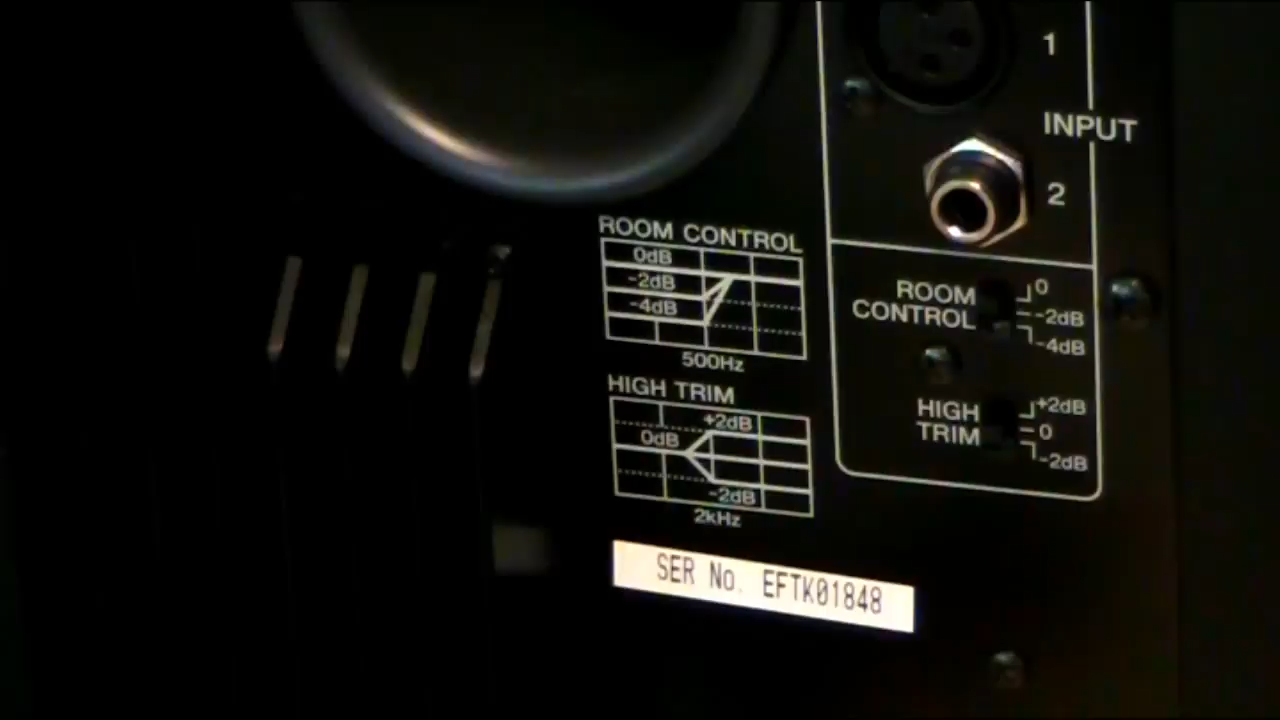 1
INPUT
2
ROOM CONTROL
0dB
-2dB
-4dB
500Hz
HIGH TRIM
+2dB
0dB
-2dB
2kHz
ROOM
CONTROL
0
-2dB
-4dB
HIGH
TRIM
+2dB
0
-2dB
SER No. EFTK01848